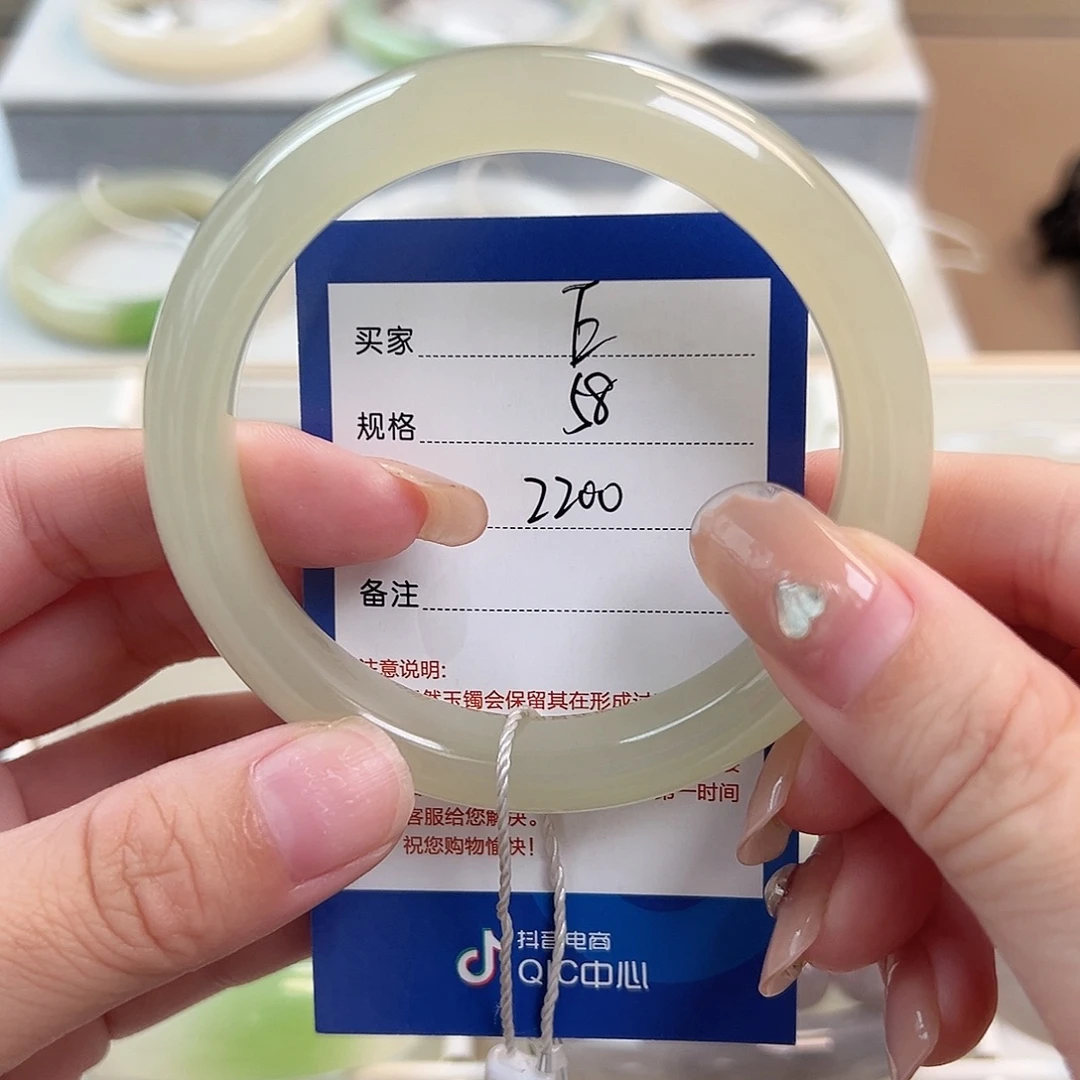 买家
规格 58
2200
备注
注意说明:
然玉镯会保留其在形成过
第一时间
客服给您解决。
祝您购物愉快!
抖音电商
QIC中心